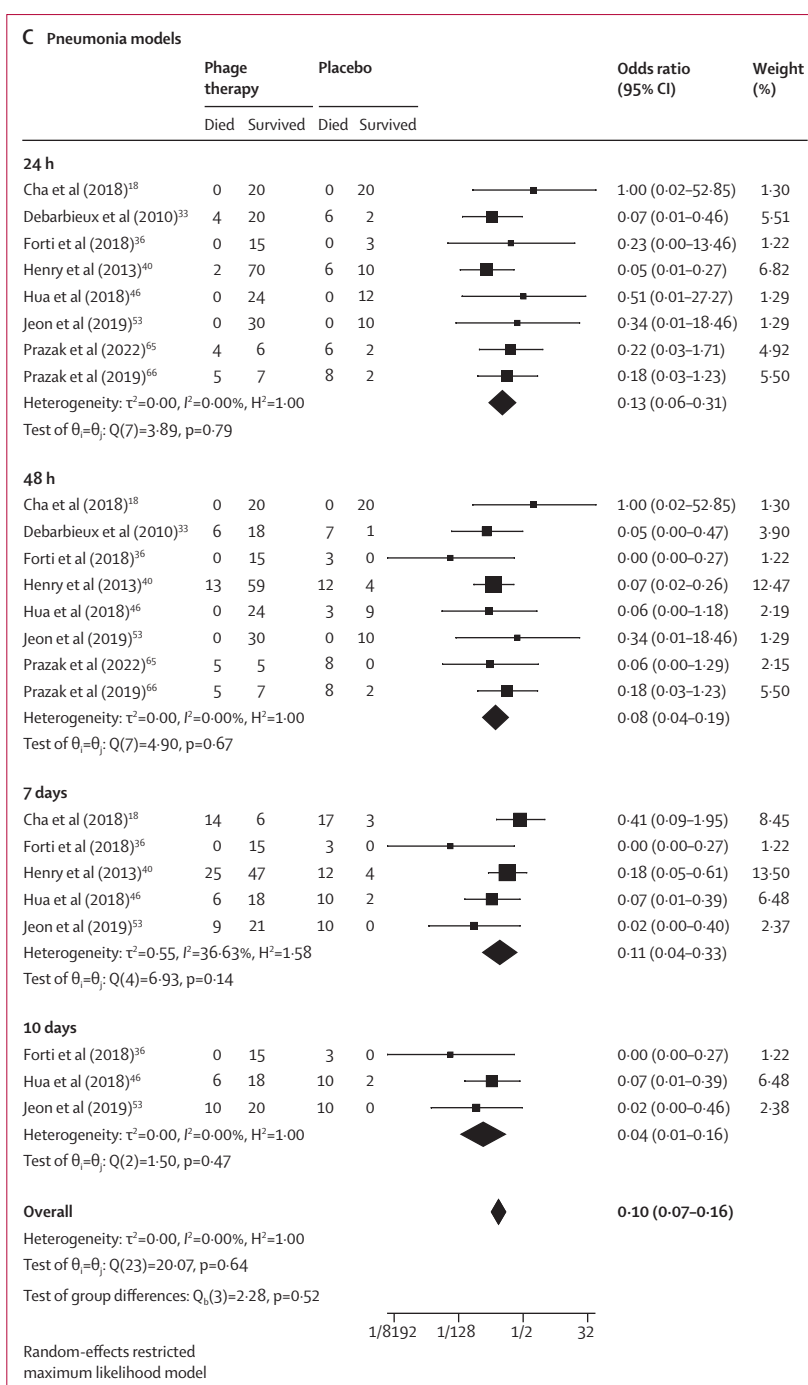 C Pneumonia models
Phage therapy Placebo Odds ratio (95% CI) Weight (%)
Died Survived Died Survived
24 h
Cha et al (2018)¹⁸ 0 20 0 20 1·00 (0·02–52·85) 1·30
Debarbieux et al (2010)³³ 4 20 6 2 0·07 (0·01–0·46) 5·51
Forti et al (2018)³⁶ 0 15 0 3 0·23 (0·00–13·46) 1·22
Henry et al (2013)⁴⁰ 2 70 6 10 0·05 (0·01–0·27) 6·82
Hua et al (2018)⁴⁶ 0 24 0 12 0·51 (0·01–27·27) 1·29
Jeon et al (2019)⁵³ 0 30 0 10 0·34 (0·01–18·46) 1·29
Prazak et al (2022)⁶⁵ 4 6 6 2 0·22 (0·03–1·71) 4·92
Prazak et al (2019)⁶⁶ 5 7 8 2 0·18 (0·03–1·23) 5·50
Heterogeneity: τ²=0·00, I²=0·00%, H²=1·00 0·13 (0·06–0·31)
Test of θᵢ=θⱼ: Q(7)=3·89, p=0·79
48 h
Cha et al (2018)¹⁸ 0 20 0 20 1·00 (0·02–52·85) 1·30
Debarbieux et al (2010)³³ 6 18 7 1 0·05 (0·00–0·47) 3·90
Forti et al (2018)³⁶ 0 15 3 0 0·00 (0·00–0·27) 1·22
Henry et al (2013)⁴⁰ 13 59 12 4 0·07 (0·02–0·26) 12·47
Hua et al (2018)⁴⁶ 0 24 3 9 0·06 (0·00–1·18) 2·19
Jeon et al (2019)⁵³ 0 30 0 10 0·34 (0·01–18·46) 1·29
Prazak et al (2022)⁶⁵ 5 5 8 0 0·06 (0·00–1·29) 2·15
Prazak et al (2019)⁶⁶ 5 7 8 2 0·18 (0·03–1·23) 5·50
Heterogeneity: τ²=0·00, I²=0·00%, H²=1·00 0·08 (0·04–0·19)
Test of θᵢ=θⱼ: Q(7)=4·90, p=0·67
7 days
Cha et al (2018)¹⁸ 14 6 17 3 0·41 (0·09–1·95) 8·45
Forti et al (2018)³⁶ 0 15 3 0 0·00 (0·00–0·27) 1·22
Henry et al (2013)⁴⁰ 25 47 12 4 0·18 (0·05–0·61) 13·50
Hua et al (2018)⁴⁶ 6 18 10 2 0·07 (0·01–0·39) 6·48
Jeon et al (2019)⁵³ 9 21 10 0 0·02 (0·00–0·40) 2·37
Heterogeneity: τ²=0·55, I²=36·63%, H²=1·58 0·11 (0·04–0·33)
Test of θᵢ=θⱼ: Q(4)=6·93, p=0·14
10 days
Forti et al (2018)³⁶ 0 15 3 0 0·00 (0·00–0·27) 1·22
Hua et al (2018)⁴⁶ 6 18 10 2 0·07 (0·01–0·39) 6·48
Jeon et al (2019)⁵³ 10 20 10 0 0·02 (0·00–0·46) 2·38
Heterogeneity: τ²=0·00, I²=0·00%, H²=1·00 0·04 (0·01–0·16)
Test of θᵢ=θⱼ: Q(2)=1·50, p=0·47
Overall 0·10 (0·07–0·16)
Heterogeneity: τ²=0·00, I²=0·00%, H²=1·00
Test of θᵢ=θⱼ: Q(23)=20·07, p=0·64
Test of group differences: Q_b(3)=2·28, p=0·52
1/8192 1/128 1/2 32
Random-effects restricted
maximum likelihood model